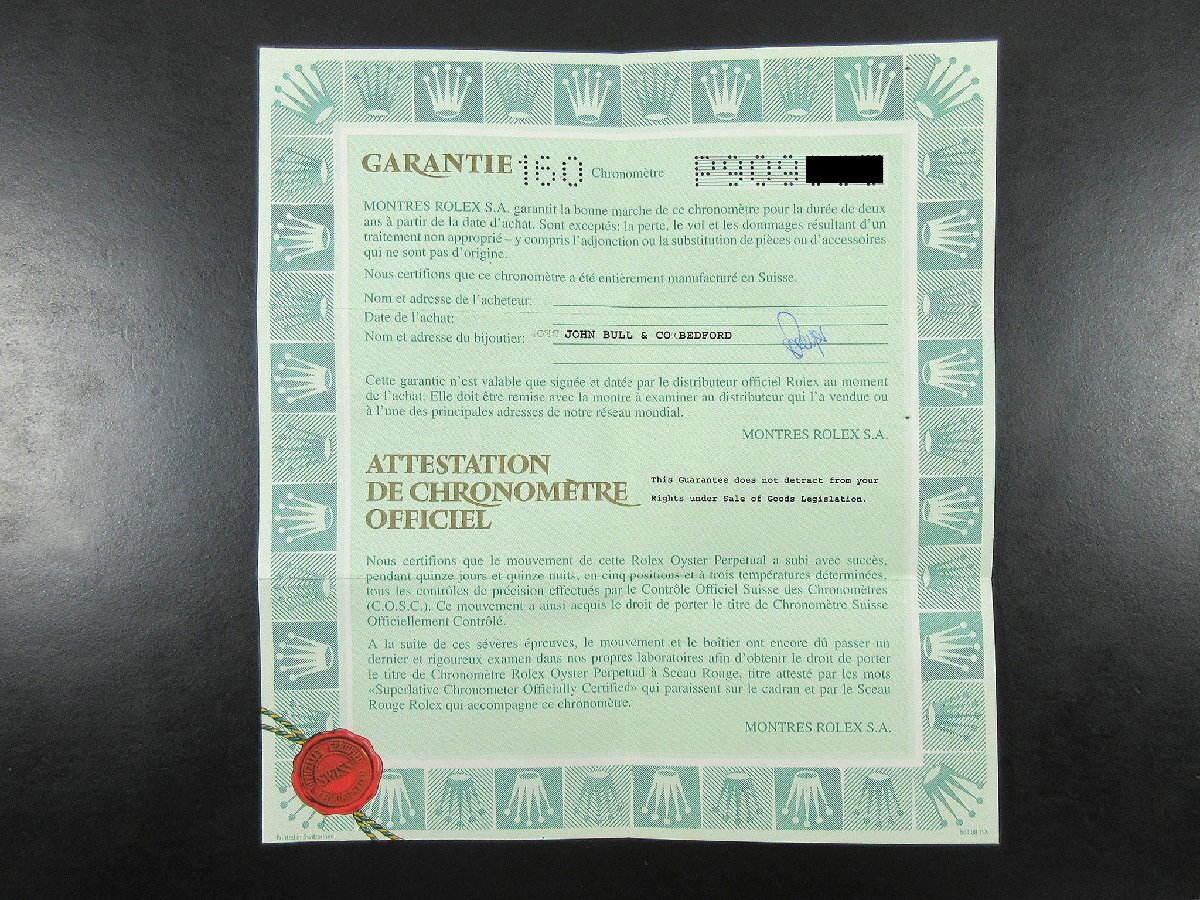 GARANTIE 160 Chronomètre P909
MONTRES ROLEX S.A. garantit la bonne marche de ce chronomètre pour la durée de deux
ans à partir de la date d'achat. Sont exceptés: la perte, le vol et les dommages résultant d'un
traitement non approprié – y compris l'adjonction ou la substitution de pièces ou d'accessoires
qui ne sont pas d'origine.
Nous certifions que ce chronomètre a été entièrement manufacturé en Suisse.
Nom et adresse de l'acheteur:
Date de l'achat:
Nom et adresse du bijoutier: JOHN BULL & CO(BEDFORD
Cette garantie n'est valable que signée et datée par le distributeur officiel Rolex au moment
de l'achat. Elle doit être remise avec la montre à examiner au distributeur qui l'a vendue ou
à l'une des principales adresses de notre réseau mondial.
MONTRES ROLEX S.A.
ATTESTATION
DE CHRONOMÈTRE
OFFICIEL
This Guarantee does not detract from your
Rights under Sale of Goods Legislation.
Nous certifions que le mouvement de cette Rolex Oyster Perpetual a subi avec succès,
pendant quinze jours et quinze nuits, en cinq positions et à trois températures déterminées,
tous les contrôles de précision effectués par le Contrôle Officiel Suisse des Chronomètres
(C.O.S.C.). Ce mouvement a ainsi acquis le droit de porter le titre de Chronomètre Suisse
Officiellement Contrôlé.
A la suite de ces sévères épreuves, le mouvement et le boîtier ont encore dû passer un
dernier et rigoureux examen dans nos propres laboratoires afin d'obtenir le droit de porter
le titre de Chronomètre Rolex Oyster Perpetual à Sceau Rouge, titre attesté par les mots
«Superlative Chronometer Officially Certified» qui paraissent sur le cadran et par le Sceau
Rouge Rolex qui accompagne ce chronomètre.
MONTRES ROLEX S.A.
SWISS
Printed in Switzerland